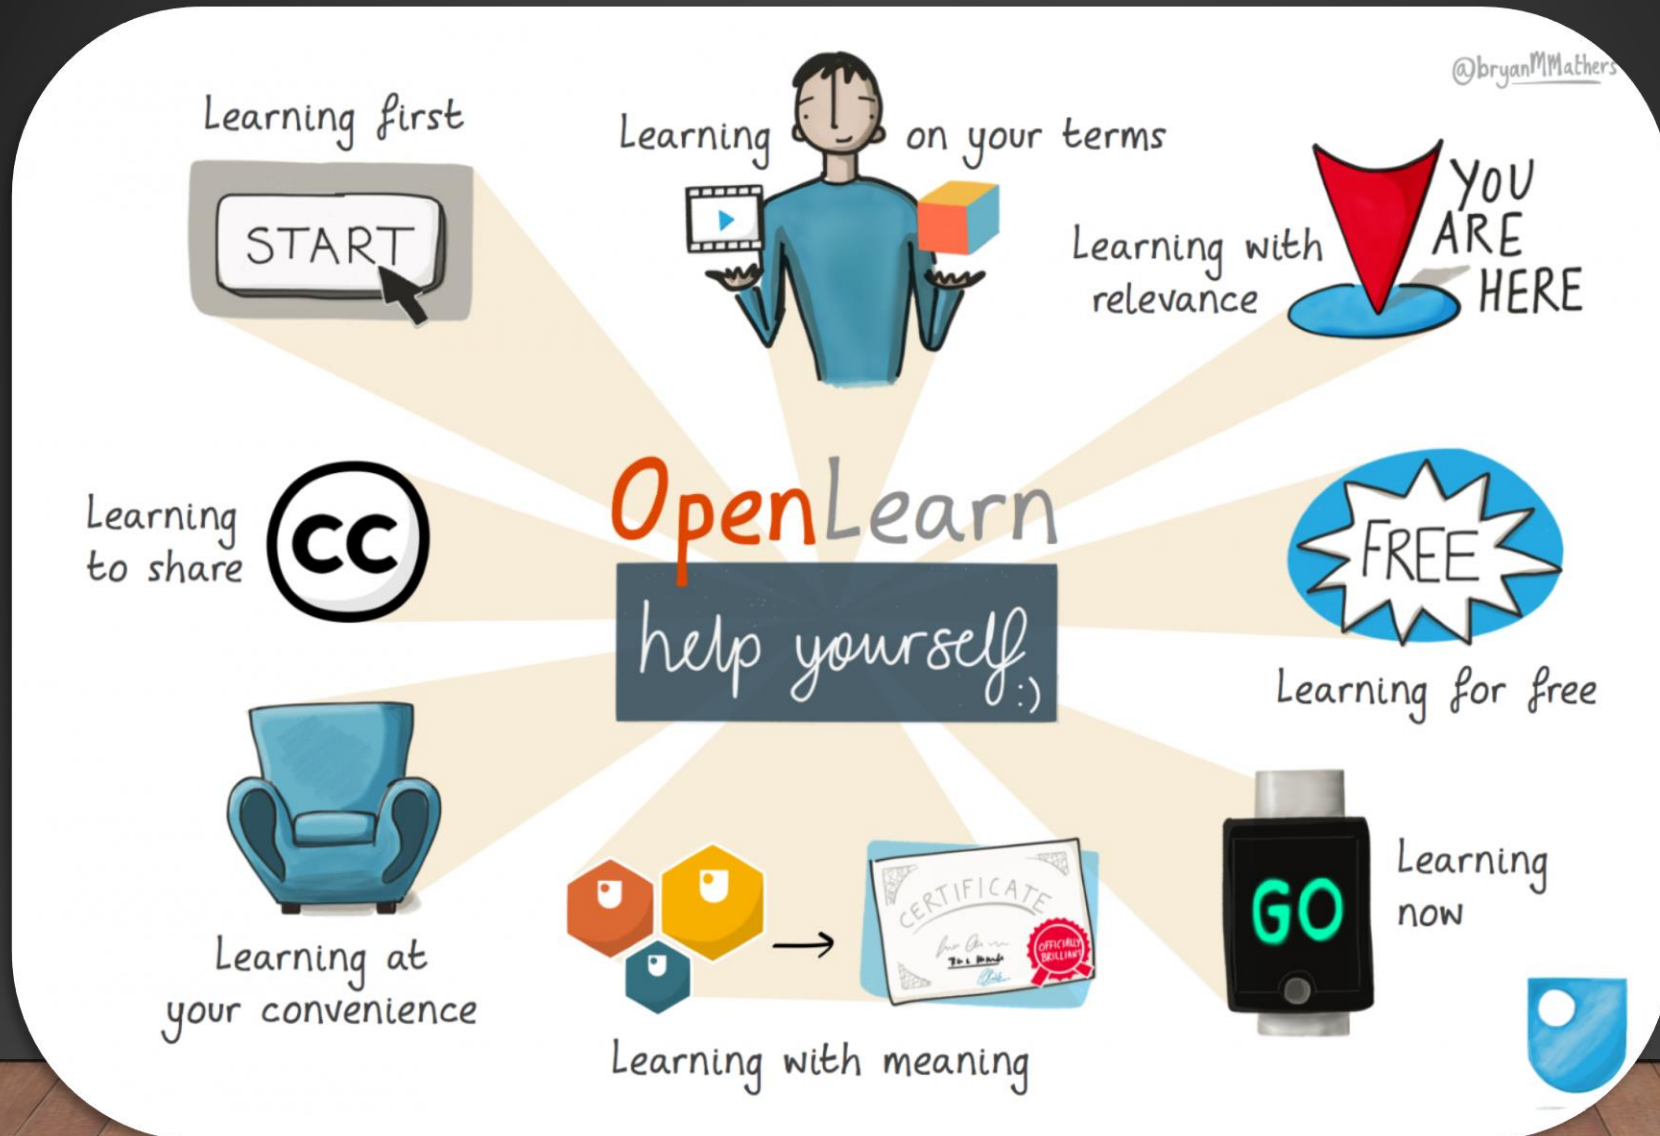 @bryanMMathers
Learning first
START
Learning on your terms
Learning with
relevance
YOU
ARE
HERE
Learning
to share
CC
OpenLearn
help yourself
:)
FREE
Learning for free
Learning at
your convenience
CERTIFICATE
OFFICIALLY
BRILLIANT
Learning with meaning
GO
Learning
now